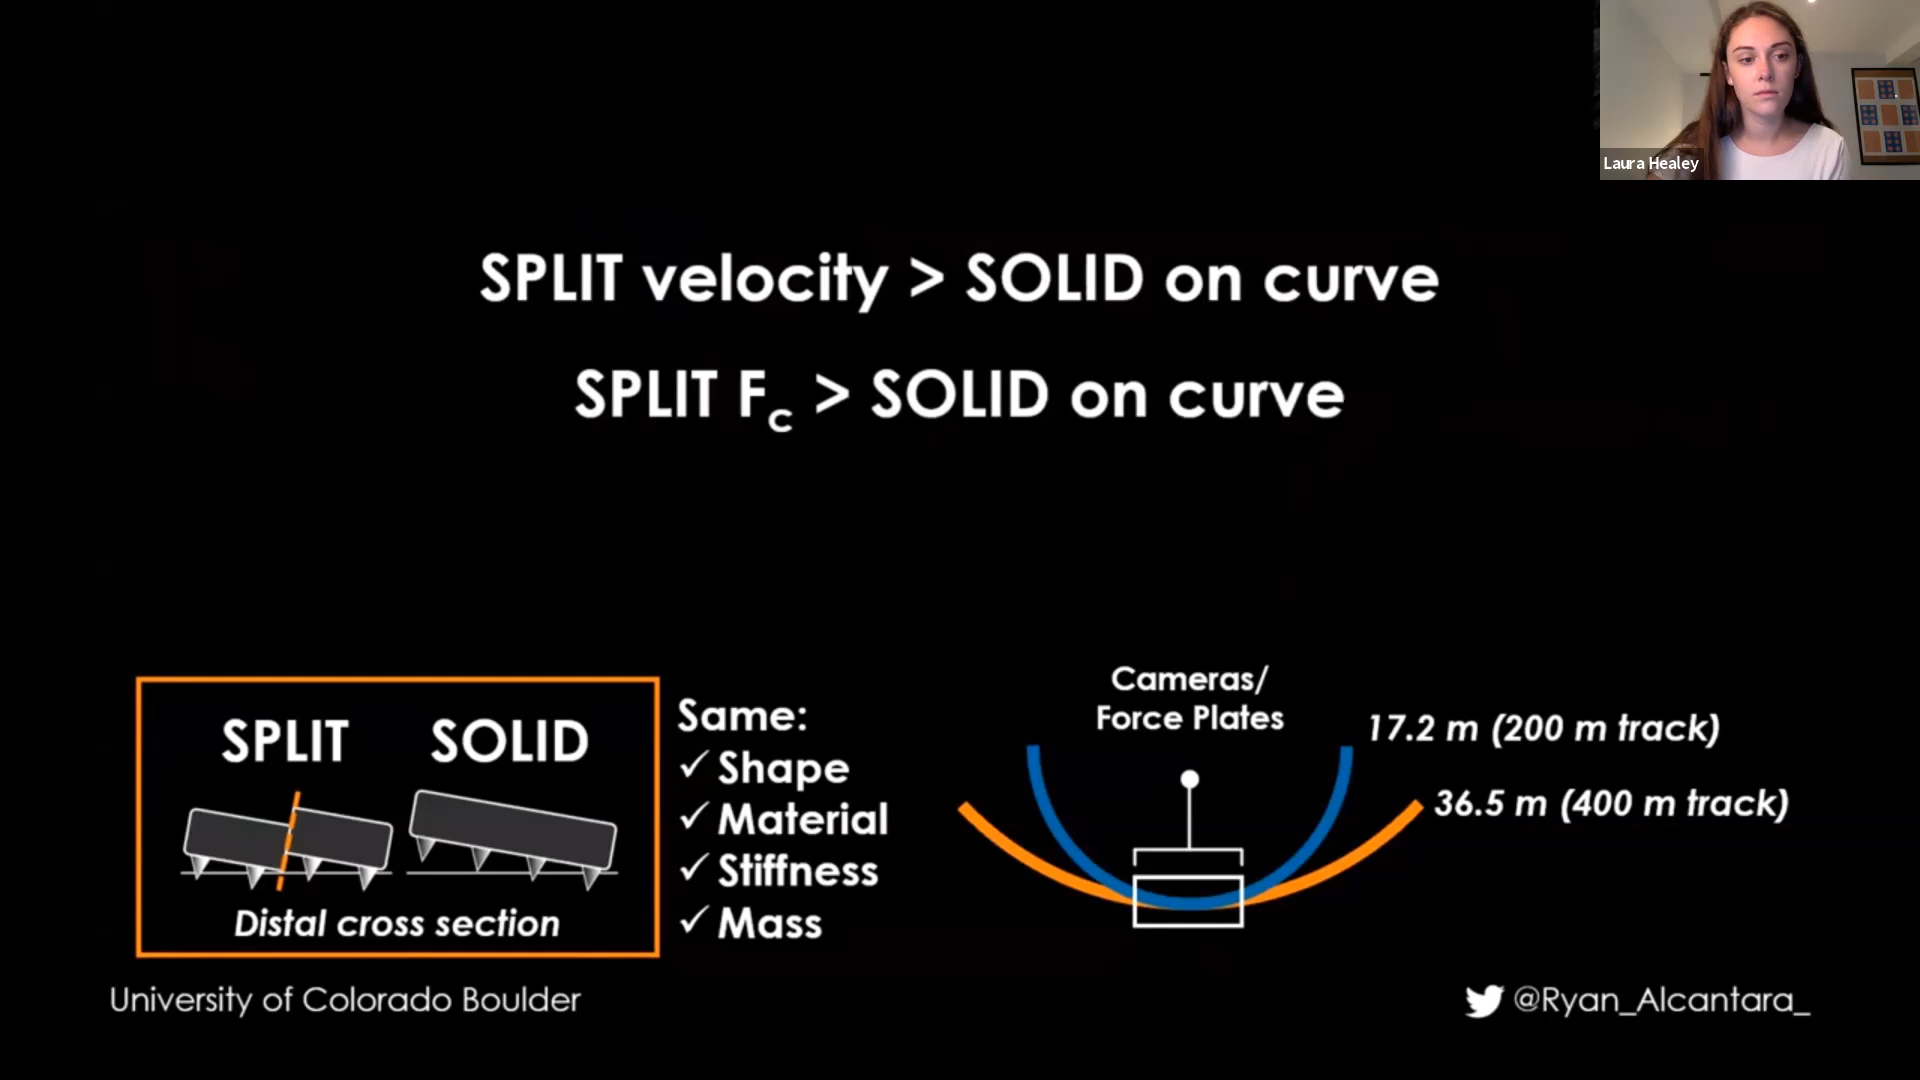 Laura Healey
SPLIT velocity > SOLID on curve
SPLIT Fc > SOLID on curve
SPLIT SOLID
Distal cross section
Same:
✓ Shape
✓ Material
✓ Stiffness
✓ Mass
Cameras/
Force Plates
17.2 m (200 m track)
36.5 m (400 m track)
University of Colorado Boulder
@Ryan_Alcantara_